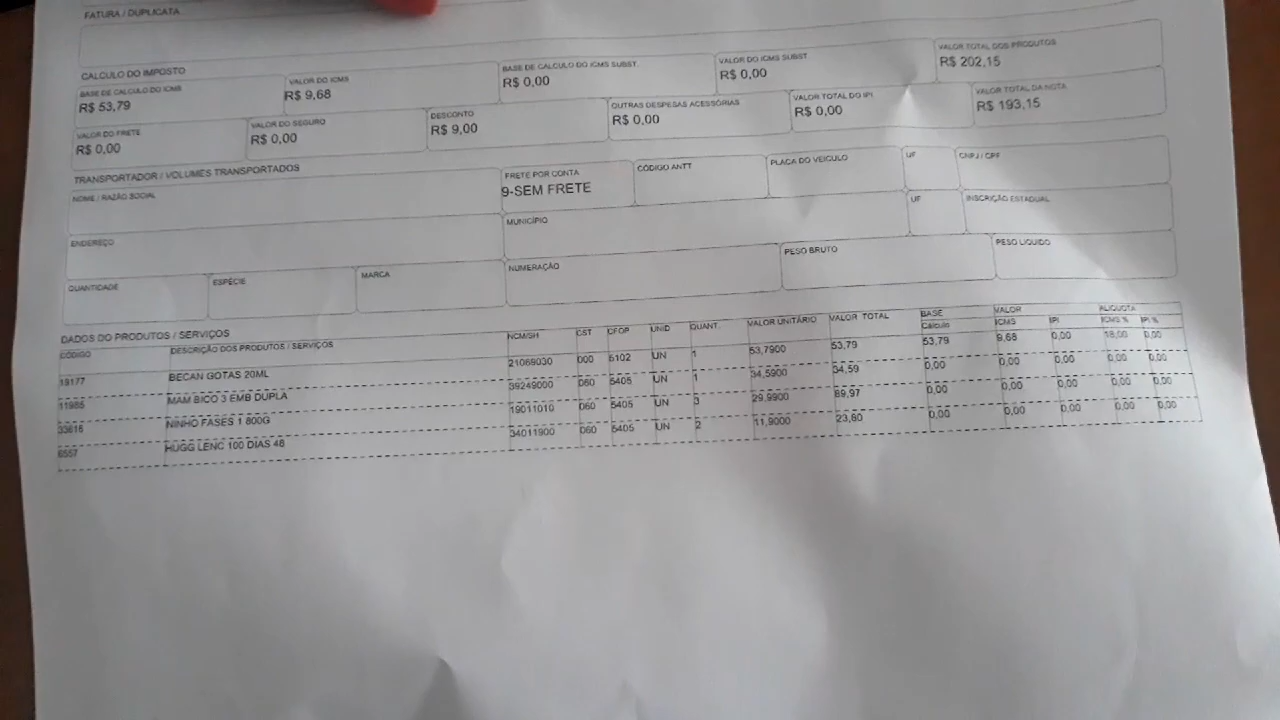 FATURA / DUPLICATA
CALCULO DO IMPOSTO
BASE DE CALCULO DO ICMS VALOR DO ICMS BASE DE CALCULO DO ICMS SUBST. VALOR DO ICMS SUBST VALOR TOTAL DOS PRODUTOS
R$ 53,79 R$ 9,68 R$ 0,00 R$ 0,00 R$ 202,15
VALOR DO FRETE VALOR DO SEGURO DESCONTO OUTRAS DESPESAS ACESSÓRIAS VALOR TOTAL DO IPI VALOR TOTAL DA NOTA
R$ 0,00 R$ 0,00 R$ 9,00 R$ 0,00 R$ 0,00 R$ 193,15
TRANSPORTADOR / VOLUMES TRANSPORTADOS
NOME / RAZÃO SOCIAL FRETE POR CONTA CÓDIGO ANTT PLACA DO VEICULO UF CNPJ / CPF
9-SEM FRETE
ENDEREÇO MUNICÍPIO UF INSCRIÇÃO ESTADUAL
QUANTIDADE ESPÉCIE MARCA NUMERAÇÃO PESO BRUTO PESO LIQUIDO
DADOS DO PRODUTOS / SERVIÇOS
CÓDIGO DESCRIÇÃO DOS PRODUTOS / SERVIÇOS NCM/SH CST CFOP UNID QUANT. VALOR UNITÁRIO VALOR TOTAL BASE Cálculo VALOR ICMS IPI ALIQUOTA ICMS % IPI %
19177 BECAN GOTAS 20ML 21069030 000 5102 UN 1 53,7900 53,79 53,79 9,68 0,00 18,00 0,00
11985 MAM BICO 3 EMB DUPLA 39249000 060 5405 UN 1 34,5900 34,59 0,00 0,00 0,00 0,00 0,00
33616 NINHO FASES 1 800G 19011010 060 5405 UN 3 29,9900 89,97 0,00 0,00 0,00 0,00 0,00
6557 HUGG LENC 100 DIAS 48 34011900 060 5405 UN 2 11,9000 23,80 0,00 0,00 0,00 0,00 0,00